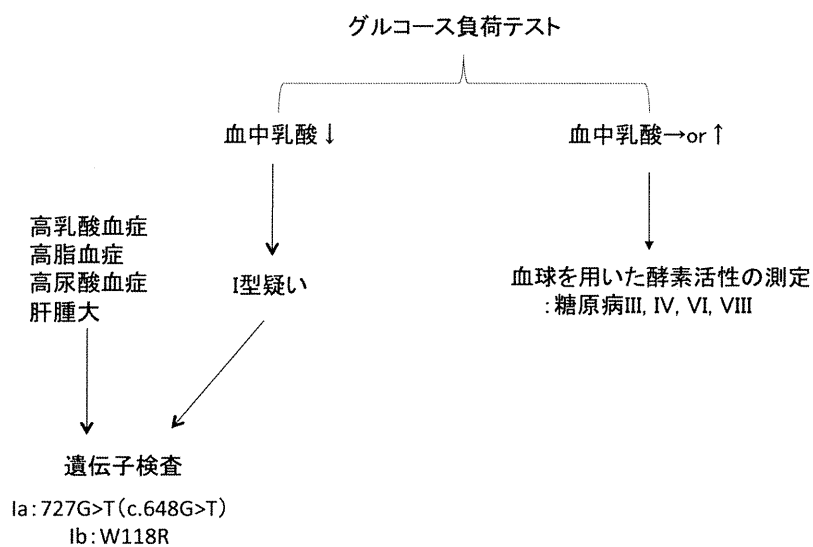 グルコース負荷テスト
血中乳酸↓
血中乳酸→or ↑
高乳酸血症
高脂血症
高尿酸血症
肝腫大
I型疑い
血球を用いた酵素活性の測定
:糖原病III, IV, VI, VIII
遺伝子検査
Ia:727G>T(c.648G>T)
Ib:W118R